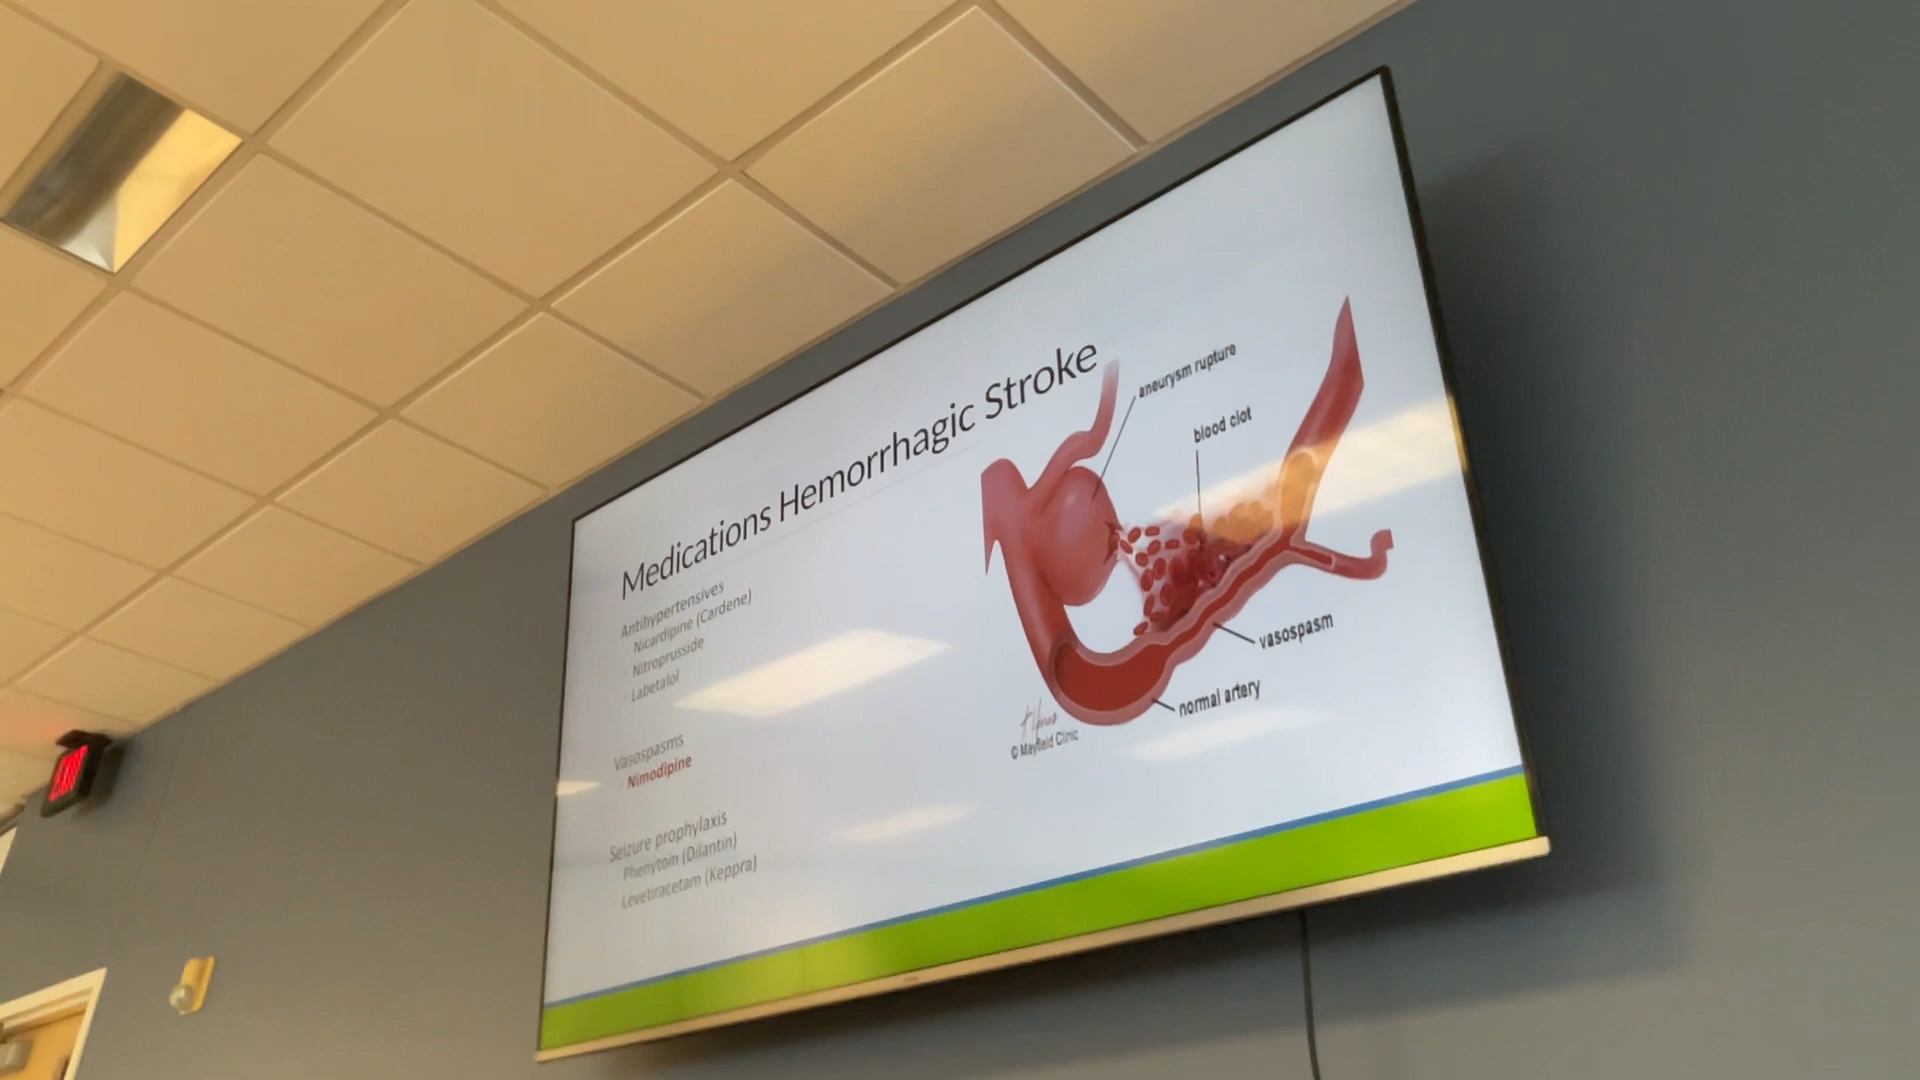 Medications Hemorrhagic Stroke
Antihypertensives
Nicardipine (Cardene)
Nitroprusside
Labetalol
Vasospasms
Nimodipine
Seizure prophylaxis
Phenytoin (Dilantin)
Levetiracetam (Keppra)
aneurysm rupture
blood clot
vasospasm
normal artery
© Mayfield Clinic
EXIT